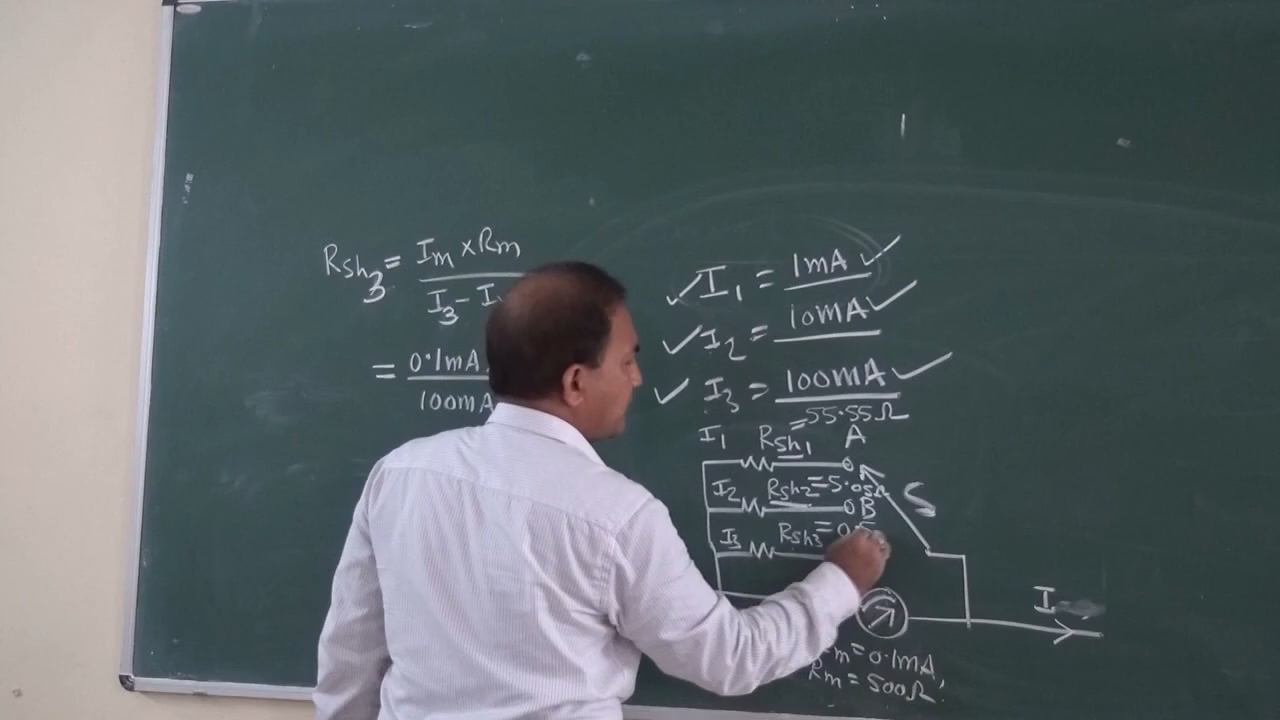 Rsh3 = Im × Rm
I3 - I
= 0.1mA
100mA
✓ I1 = 1mA ✓
✓ I2 = 10mA ✓
✓ I3 = 100mA ✓
= 55.55Ω
I1 Rsh1 A
I2 Rsh2 = 5.05Ω
B S
I3 Rsh3 = 0.5
I
m = 0.1mA,
Rm = 500Ω,